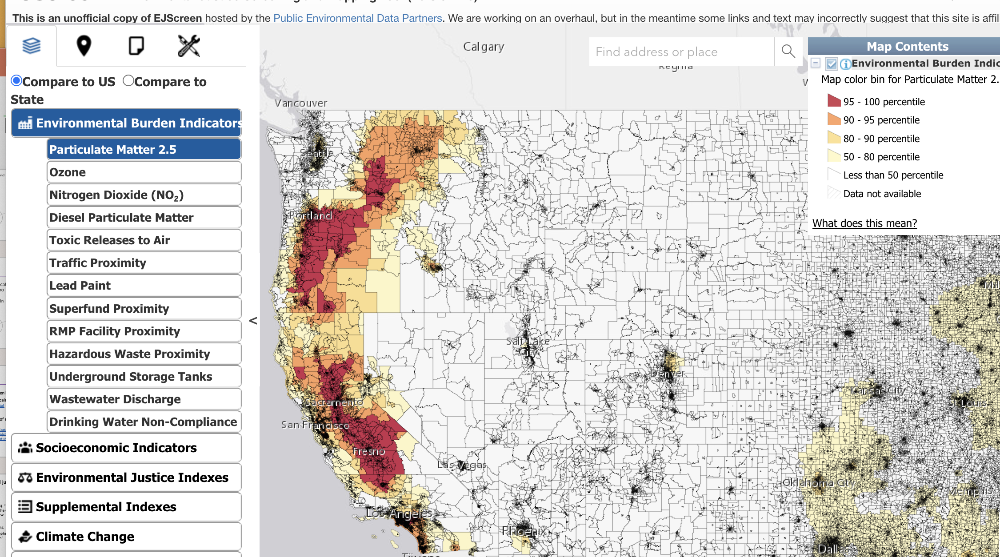 This is an unofficial copy of EJScreen hosted by the Public Environmental Data Partners. We are working on an overhaul, but in the meantime some links and text may incorrectly suggest that this site is affil
Compare to US Compare to
State
Environmental Burden Indicators
Particulate Matter 2.5
Ozone
Nitrogen Dioxide (NO2)
Diesel Particulate Matter
Toxic Releases to Air
Traffic Proximity
Lead Paint
Superfund Proximity
RMP Facility Proximity
Hazardous Waste Proximity
Underground Storage Tanks
Wastewater Discharge
Drinking Water Non-Compliance
Socioeconomic Indicators
Environmental Justice Indexes
Supplemental Indexes
Climate Change
<
Find address or place
Map Contents
Environmental Burden Indic
Map color bin for Particulate Matter 2.
95 - 100 percentile
90 - 95 percentile
80 - 90 percentile
50 - 80 percentile
Less than 50 percentile
Data not available
What does this mean?
Calgary
Regina
Vancouver
Seattle
Portland
Salt Lake
Denver
Kansas City
St Louis
Sacramento
San Francisco
Fresno
Las Vegas
Oklahoma City
Memphis
Los Angeles
Phoenix
Dallas
Tijuana